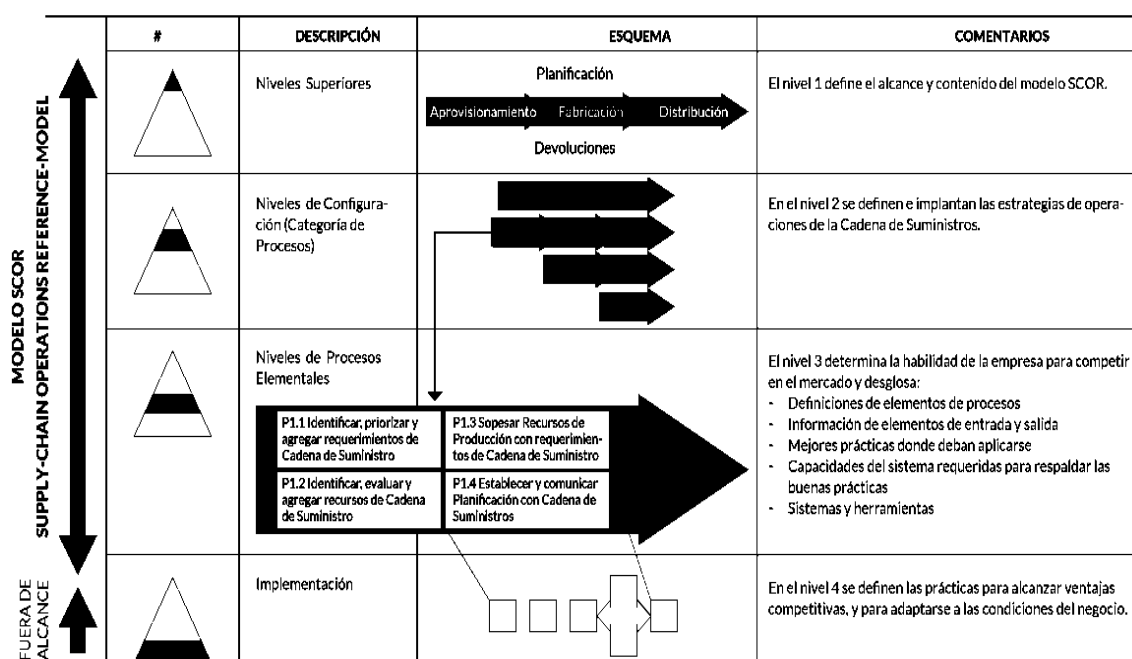 MODELO SCOR
SUPPLY-CHAIN OPERATIONS REFERENCE-MODEL
FUERA DE
ALCANCE
# DESCRIPCIÓN ESQUEMA COMENTARIOS
Niveles Superiores
Planificación
Aprovisionamiento Fabricación Distribución
Devoluciones
El nivel 1 define el alcance y contenido del modelo SCOR.
Niveles de Configura-
ción (Categoría de
Procesos)
En el nivel 2 se definen e implantan las estrategias de opera-
ciones de la Cadena de Suministros.
Niveles de Procesos
Elementales
P1.1 Identificar, priorizar y
agregar requerimientos de
Cadena de Suministro
P1.3 Sopesar Recursos de
Producción con requerimien-
tos de Cadena de Suministro
P1.2 Identificar, evaluar y
agregar recursos de Cadena
de Suministro
P1.4 Establecer y comunicar
Planificación con Cadena de
Suministros
El nivel 3 determina la habilidad de la empresa para competir
en el mercado y desglosa:
- Definiciones de elementos de procesos
- Información de elementos de entrada y salida
- Mejores prácticas donde deban aplicarse
- Capacidades del sistema requeridas para respaldar las
buenas prácticas
- Sistemas y herramientas
Implementación
En el nivel 4 se definen las prácticas para alcanzar ventajas
competitivas, y para adaptarse a las condiciones del negocio.